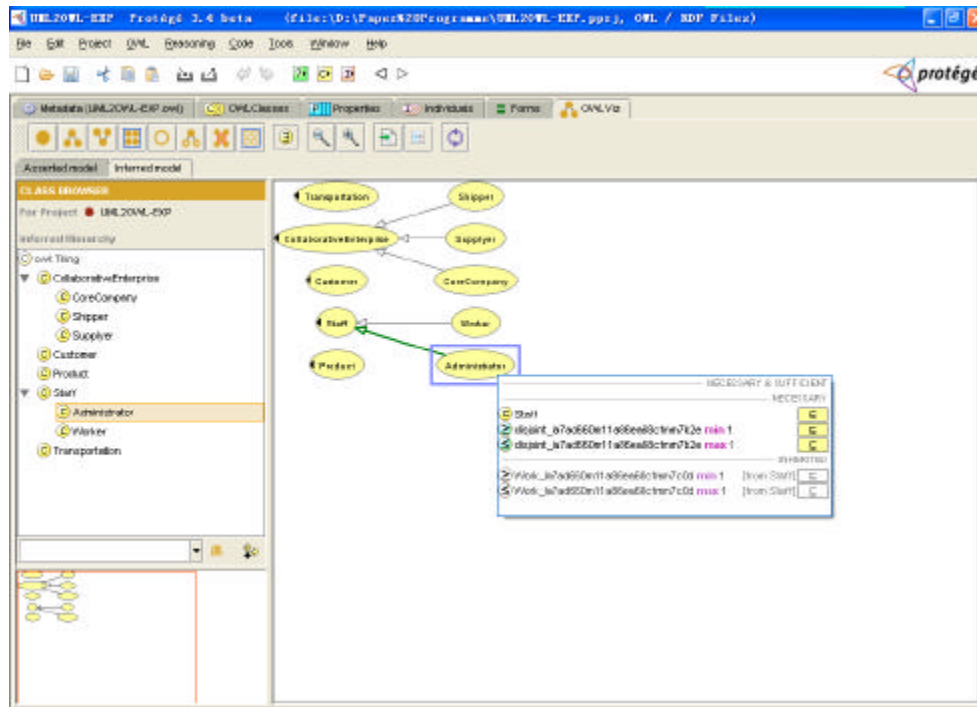 UML2OWL-EXP Protégé 3.4 beta (file:\D:\Paper%20Programme\UML2OWL-EXP.pprj, OWL / RDF Files)
File Edit Project OWL Reasoning Code Tools Window Help
protégé
Metadata (UML2OWL-EXP.owl) OWLClasses Properties Individuals Forms OWLViz
Asserted model Inferred model
CLASS BROWSER
For Project: UML2OWL-EXP
Inferred Hierarchy
owl:Thing
CollaborativeEnterprise
CoreCompany
Shipper
Supplyer
Customer
Product
Staff
Administrator
Worker
Transportation
Transportation
Shipper
CollaborativeEnterprise
Supplyer
Customer
CoreCompany
Staff
Worker
Product
Administrator
NECESSARY & SUFFICIENT
NECESSARY
Staff
min 1
max 1
INHERITED
min 1 [from Staff]
max 1 [from Staff]